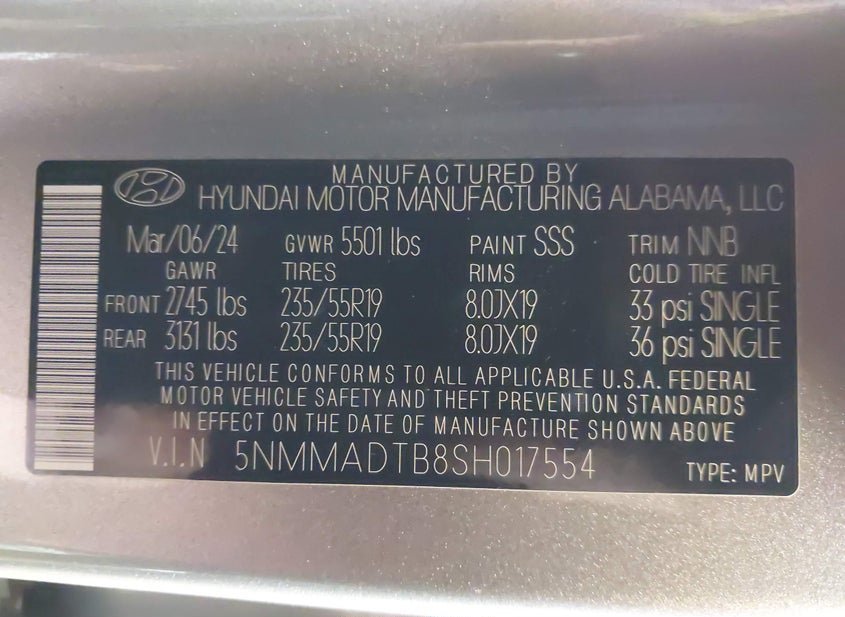 MANUFACTURED BY
HYUNDAI MOTOR MANUFACTURING ALABAMA, LLC
Mar/06/24 GVWR 5501 lbs PAINT SSS TRIM NNB
GAWR TIRES RIMS COLD TIRE INFL
FRONT 2745 lbs 235/55R19 8.0JX19 33 psi SINGLE
REAR 3131 lbs 235/55R19 8.0JX19 36 psi SINGLE
THIS VEHICLE CONFORMS TO ALL APPLICABLE U.S.A. FEDERAL
MOTOR VEHICLE SAFETY AND THEFT PREVENTION STANDARDS
IN EFFECT ON THE DATE OF MANUFACTURE SHOWN ABOVE
V.I.N 5NMMADTB8SH017554 TYPE: MPV